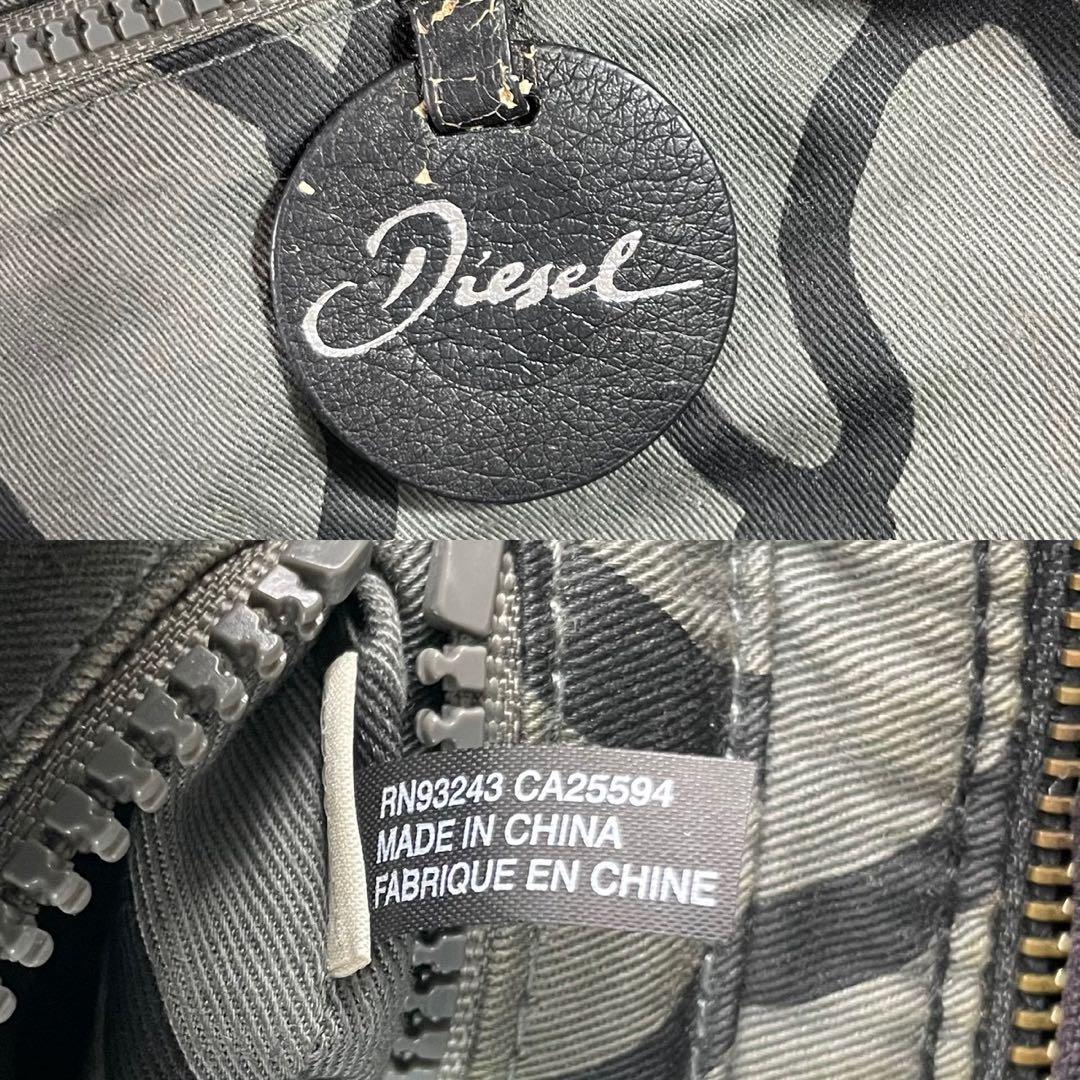 Diesel
RN93243 CA25594
MADE IN CHINA
FABRIQUE EN CHINE